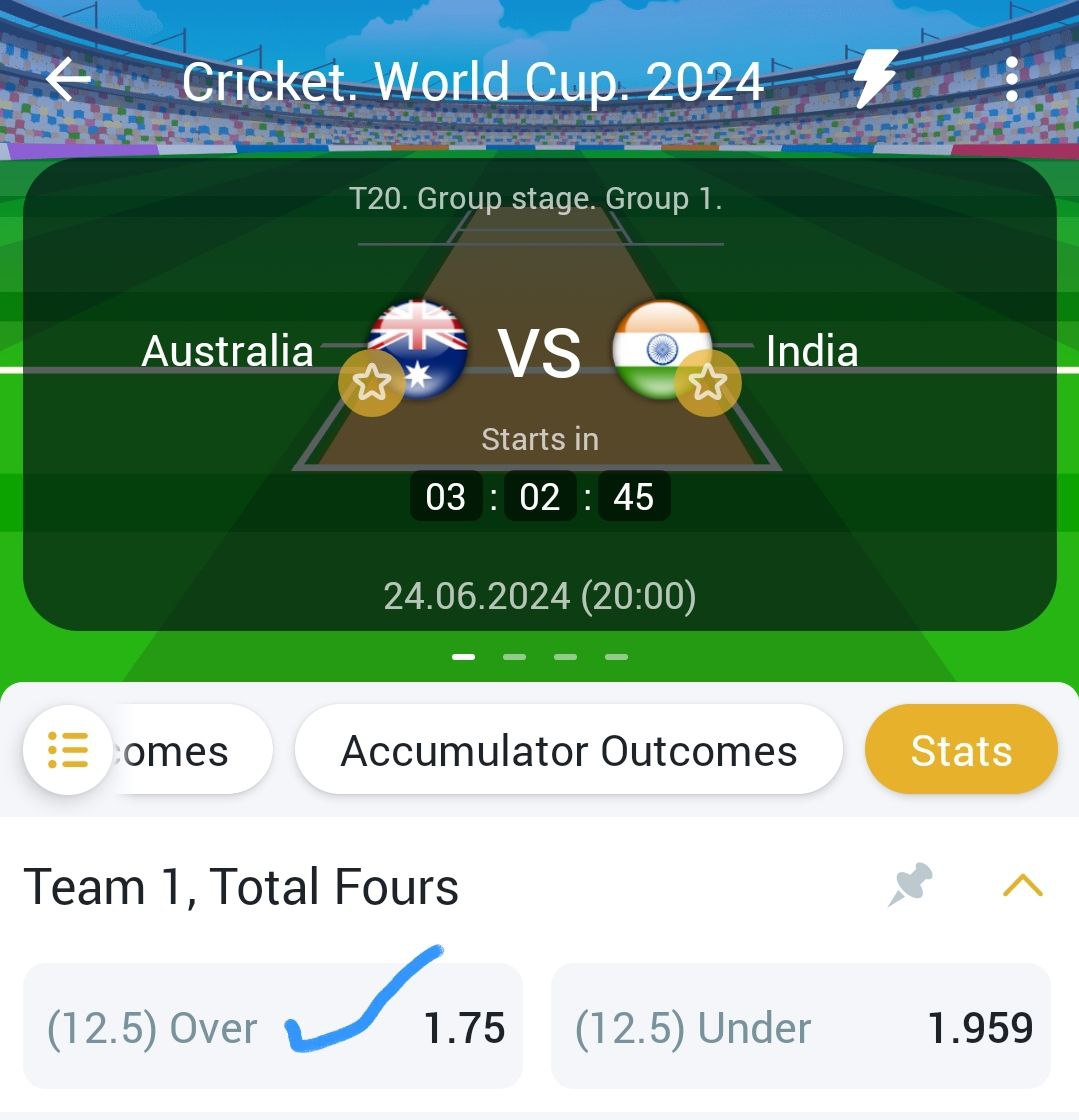 Cricket. World Cup. 2024
T20. Group stage. Group 1.
Australia VS India
Starts in
03 : 02 : 45
24.06.2024 (20:00)
comes Accumulator Outcomes Stats
Team 1, Total Fours
(12.5) Over 1.75 (12.5) Under 1.959